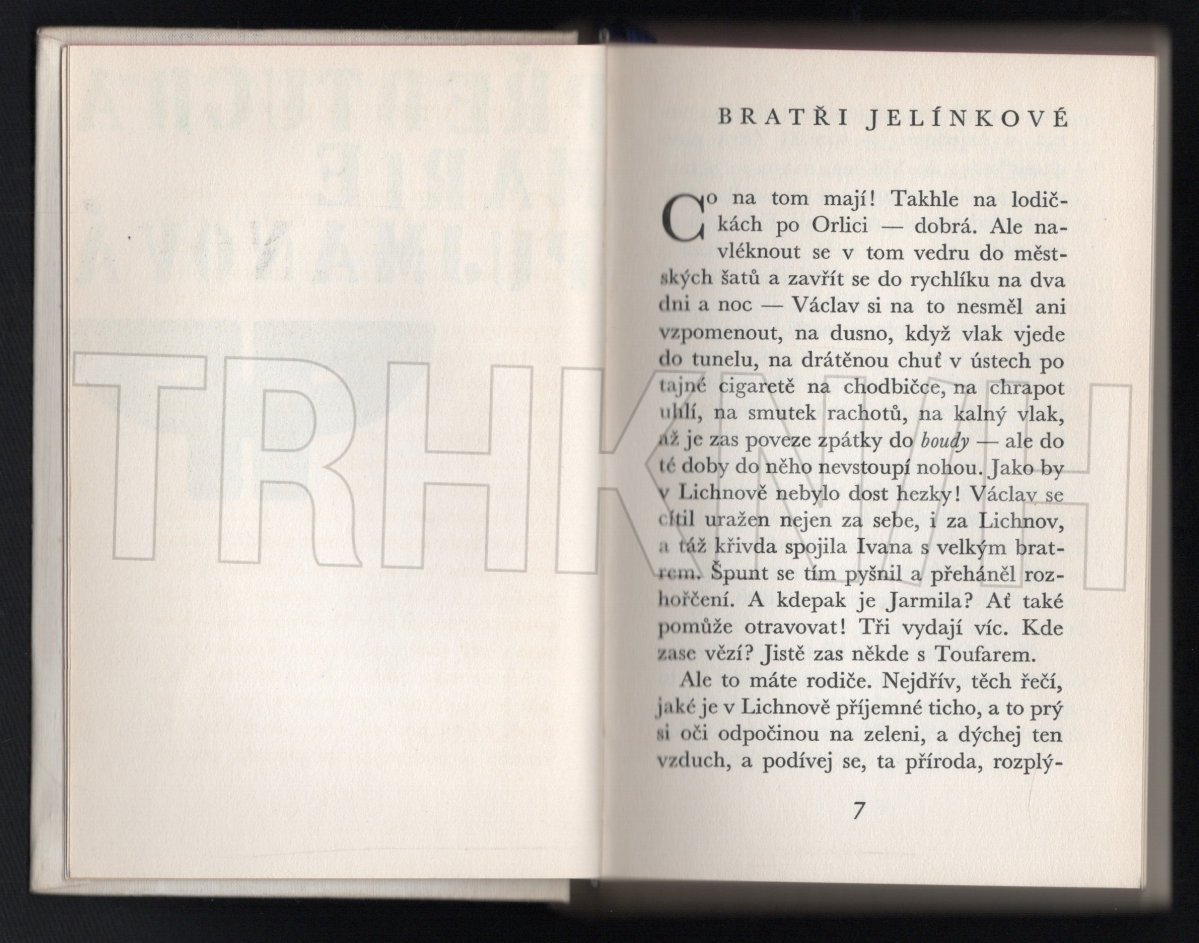 BRATŘI JELÍNKOVÉ
Co na tom mají! Takhle na lodič-
kách po Orlici — dobrá. Ale na-
vléknout se v tom vedru do měst-
ských šatů a zavřít se do rychlíku na dva
dni a noc — Václav si na to nesměl ani
vzpomenout, na dusno, když vlak vjede
do tunelu, na drátěnou chuť v ústech po
tajné cigaretě na chodbičce, na chrapot
uhlí, na smutek rachotů, na kalný vlak,
až je zas poveze zpátky do boudy — ale do
té doby do něho nevstoupí nohou. Jako by
v Lichnově nebylo dost hezky! Václav se
cítil uražen nejen za sebe, i za Lichnov,
a táž křivda spojila Ivana s velkým brat-
rem. Špunt se tím pyšnil a přeháněl roz-
hořčení. A kdepak je Jarmila? Ať také
pomůže otravovat! Tři vydají víc. Kde
zase vězí? Jistě zas někde s Toufarem.
Ale to máte rodiče. Nejdřív, těch řečí,
jaké je v Lichnově příjemné ticho, a to prý
si oči odpočinou na zeleni, a dýchej ten
vzduch, a podívej se, ta příroda, rozplý-
7
TRHKNIH